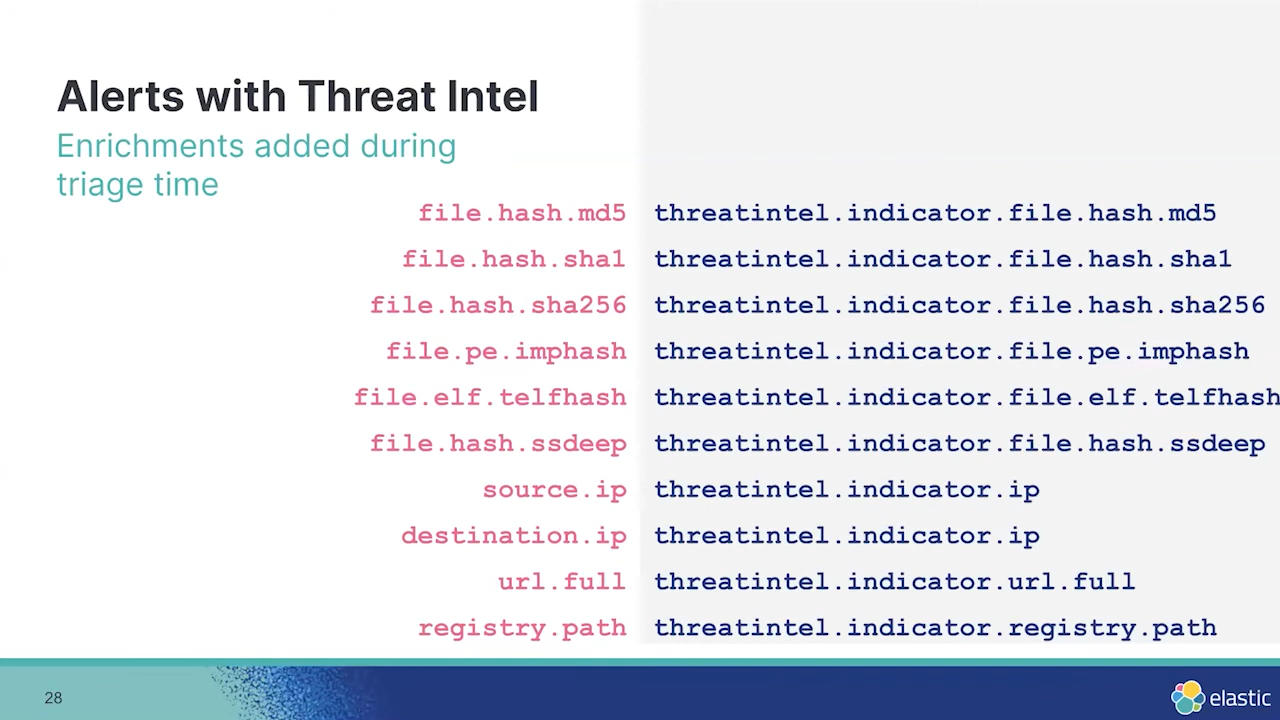 Alerts with Threat Intel
Enrichments added during
triage time
file.hash.md5 threatintel.indicator.file.hash.md5
file.hash.sha1 threatintel.indicator.file.hash.sha1
file.hash.sha256 threatintel.indicator.file.hash.sha256
file.pe.imphash threatintel.indicator.file.pe.imphash
file.elf.telfhash threatintel.indicator.file.elf.telfhash
file.hash.ssdeep threatintel.indicator.file.hash.ssdeep
source.ip threatintel.indicator.ip
destination.ip threatintel.indicator.ip
url.full threatintel.indicator.url.full
registry.path threatintel.indicator.registry.path
28
elastic